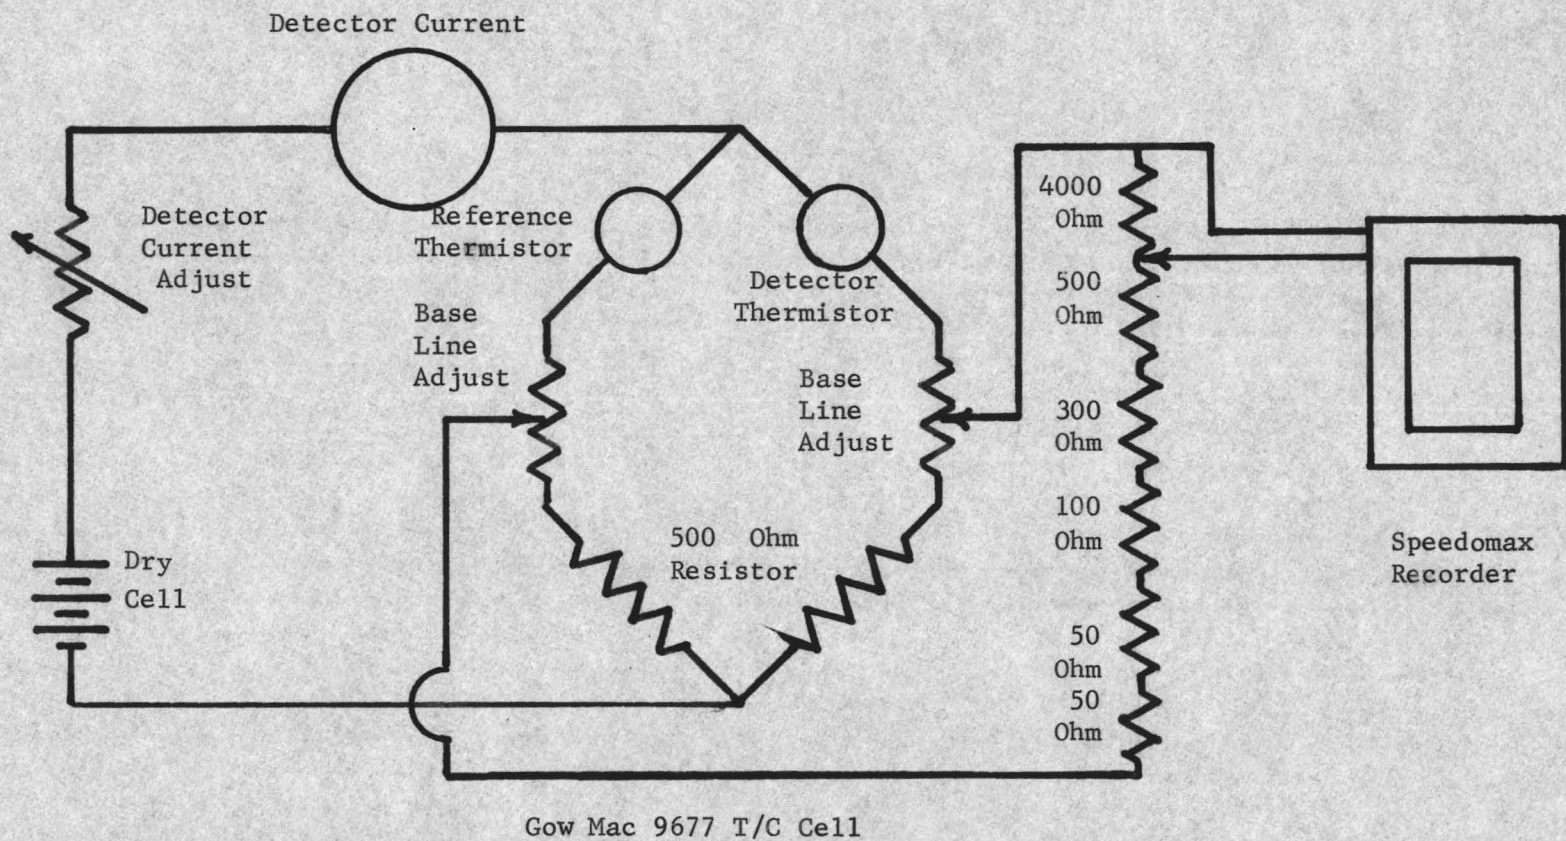 Detector Current
Detector
Current
Adjust
Reference
Thermistor
Detector
Thermistor
Base
Line
Adjust
Base
Line
Adjust
500 Ohm
Resistor
Dry
Cell
4000
Ohm
500
Ohm
300
Ohm
100
Ohm
50
Ohm
50
Ohm
Speedomax
Recorder
Gow Mac 9677 T/C Cell